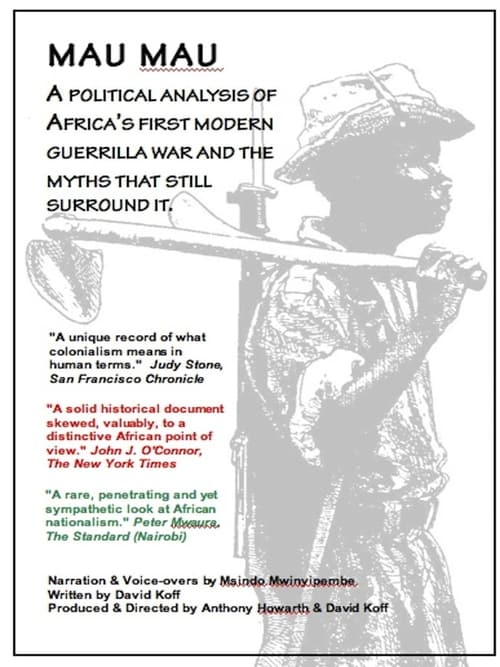 MAU MAU
A POLITICAL ANALYSIS OF
AFRICA'S FIRST MODERN
GUERRILLA WAR AND THE
MYTHS THAT STILL
SURROUND IT.
"A unique record of what
colonialism means in
human terms." Judy Stone,
San Francisco Chronicle
"A solid historical document
skewed, valuably, to a
distinctive African point of
view." John J. O'Connor,
The New York Times
"A rare, penetrating and yet
sympathetic look at African
nationalism." Peter Mwaura,
The Standard (Nairobi)
Narration & Voice-overs by Msindo Mwinyipembe
Written by David Koff
Produced & Directed by Anthony Howarth & David Koff